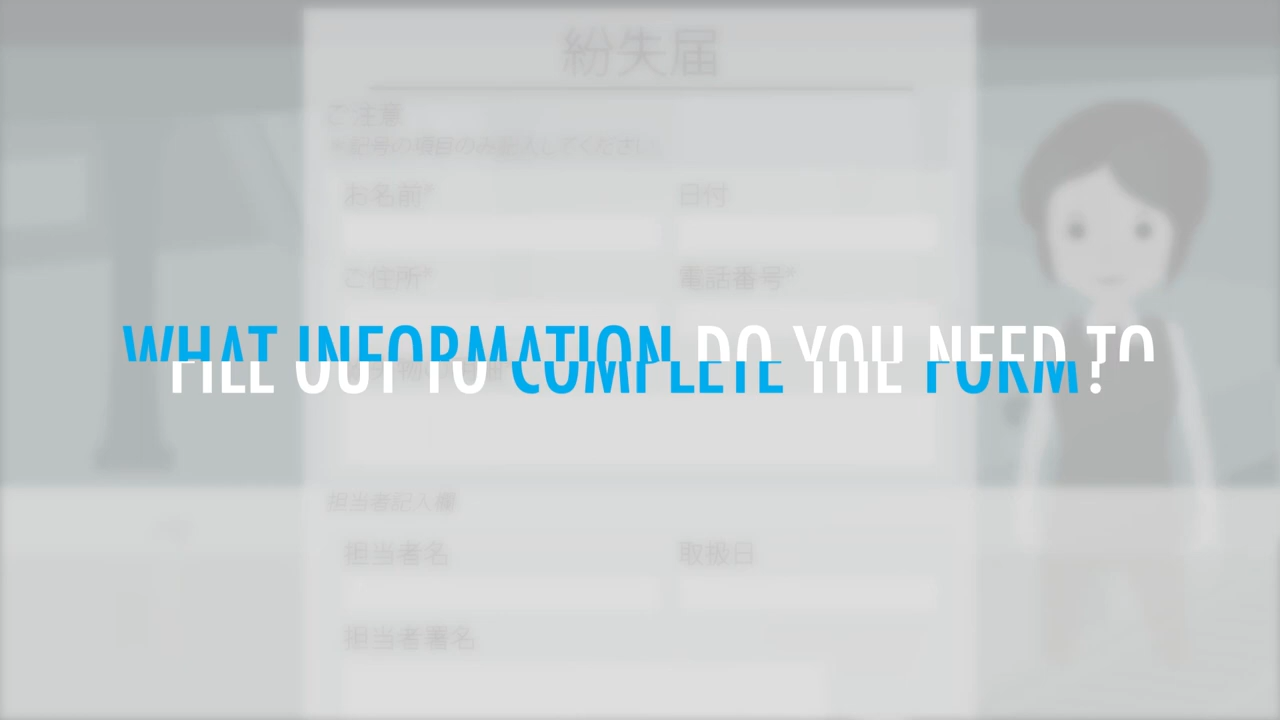 紛失届
ご注意
*記号の項目のみ記入してください
お名前* 日付
ご住所* 電話番号*
WHAT INFORMATION DO YOU NEED TO
FILL OUT TO COMPLETE YOUR FORM?
担当者記入欄
担当者名 取扱日
担当者署名